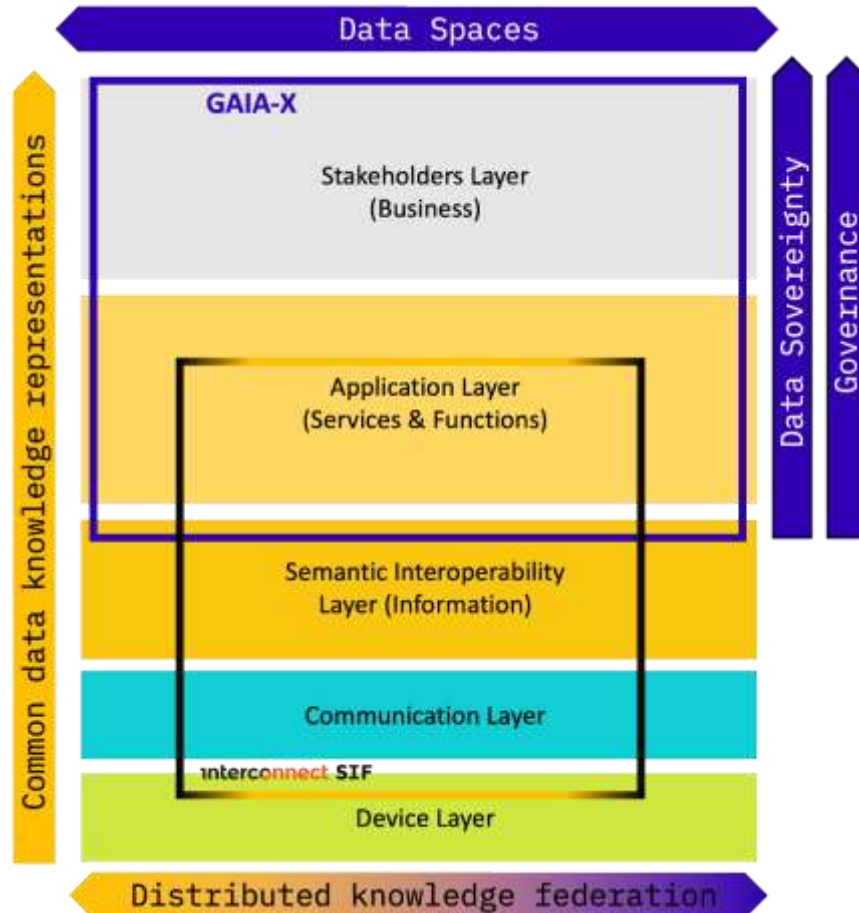 Data Spaces
GAIA-X
Stakeholders Layer
(Business)
Application Layer
(Services & Functions)
Semantic Interoperability
Layer (Information)
Communication Layer
interconnect SIF
Device Layer
Distributed knowledge federation
Common data knowledge representations
Data Sovereignty
Governance